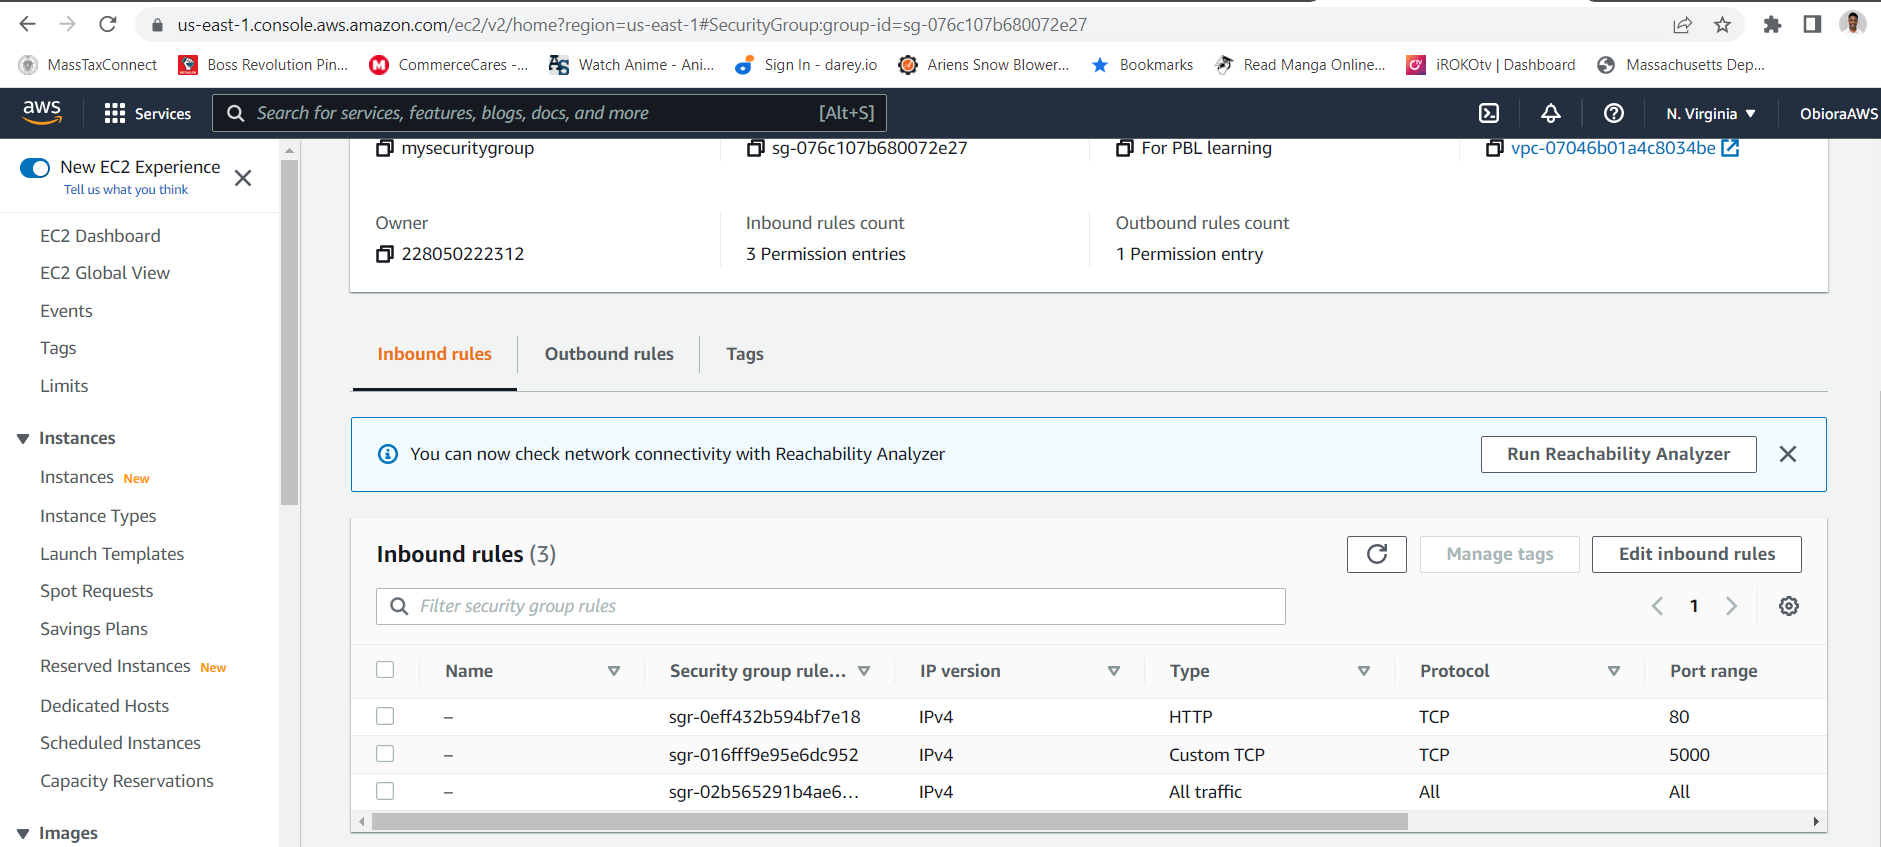 us-east-1.console.aws.amazon.com/ec2/v2/home?region=us-east-1#SecurityGroup:group-id=sg-076c107b680072e27
MassTaxConnect Boss Revolution Pin... CommerceCares -... Watch Anime - Ani... Sign In - darey.io Ariens Snow Blower... Bookmarks Read Manga Online... iROKOtv | Dashboard Massachusetts Dep...
aws Services Search for services, features, blogs, docs, and more [Alt+S] N. Virginia ObioraAWS
New EC2 Experience
Tell us what you think
EC2 Dashboard
EC2 Global View
Events
Tags
Limits
Instances
Instances New
Instance Types
Launch Templates
Spot Requests
Savings Plans
Reserved Instances New
Dedicated Hosts
Scheduled Instances
Capacity Reservations
Images
mysecuritygroup sg-076c107b680072e27 For PBL learning vpc-07046b01a4c8034be
Owner Inbound rules count Outbound rules count
228050222312 3 Permission entries 1 Permission entry
Inbound rules Outbound rules Tags
You can now check network connectivity with Reachability Analyzer Run Reachability Analyzer
Inbound rules (3) Manage tags Edit inbound rules
Filter security group rules 1
Name Security group rule... IP version Type Protocol Port range
– sgr-0eff432b594bf7e18 IPv4 HTTP TCP 80
– sgr-016fff9e95e6dc952 IPv4 Custom TCP TCP 5000
– sgr-02b565291b4ae6... IPv4 All traffic All All